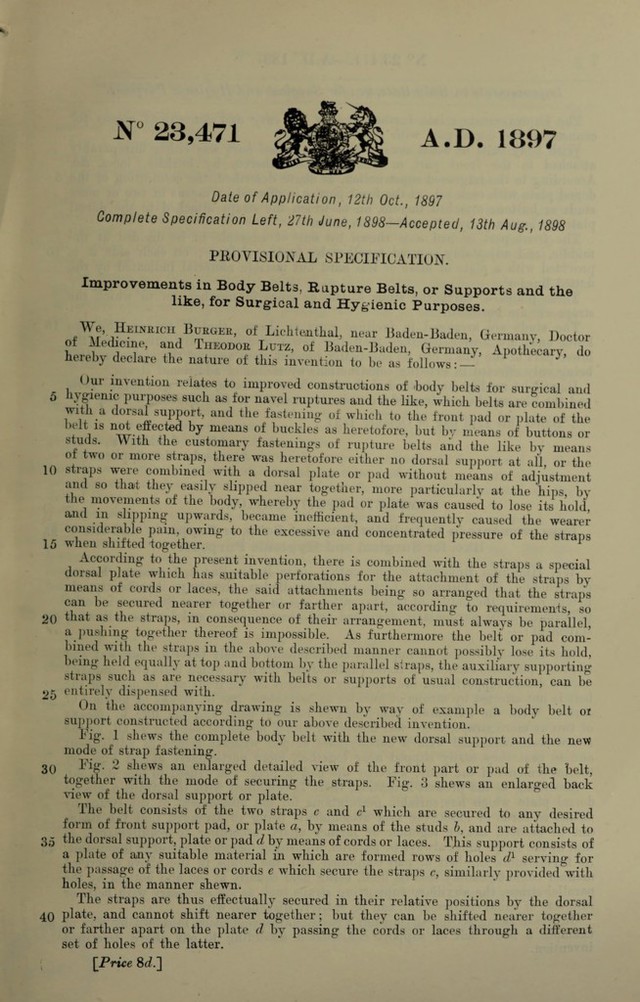 N° 23,471 A.D. 1897
Date of Application, 12th Oct., 1897
Complete Specification Left, 27th June, 1898—Accepted, 13th Aug., 1898
PROVISIONAL SPECIFICATION.
Improvements in Body Belts, Rupture Belts, or Supports and the
like, for Surgical and Hygienic Purposes.
We, HEINRICH BURGER, of Lichtenthal, near Baden-Baden, Germany, Doctor
of Medicine, and THEODOR LUTZ, of Baden-Baden, Germany, Apothecary, do
hereby declare the nature of this invention to be as follows:—
Our invention relates to improved constructions of body belts for surgical and
5 hygienic purposes such as for navel ruptures and the like, which belts are combined
with a dorsal support, and the fastening of which to the front pad or plate of the
belt is not effected by means of buckles as heretofore, but by means of buttons or
studs. With the customary fastenings of rupture belts and the like by means
of two or more straps, there was heretofore either no dorsal support at all, or the
10 straps were combined with a dorsal plate or pad without means of adjustment
and so that they easily slipped near together, more particularly at the hips, by
the movements of the body, whereby the pad or plate was caused to lose its hold,
and in slipping upwards, became inefficient, and frequently caused the wearer
considerable pain, owing to the excessive and concentrated pressure of the straps
15 when shifted together.
According to the present invention, there is combined with the straps a special
dorsal plate which has suitable perforations for the attachment of the straps by
means of cords or laces, the said attachments being so arranged that the straps
can be secured nearer together or farther apart, according to requirements, so
20 that as the straps, in consequence of their arrangement, must always be parallel,
a pushing together thereof is impossible. As furthermore the belt or pad com-
bined with the straps in the above described manner cannot possibly lose its hold,
being held equally at top and bottom by the parallel straps, the auxiliary supporting
straps such as are necessary with belts or supports of usual construction, can be
25 entirely dispensed with.
On the accompanying drawing is shewn by way of example a body belt or
support constructed according to our above described invention.
Fig. 1 shews the complete body belt with the new dorsal support and the new
mode of strap fastening.
30 Fig. 2 shews an enlarged detailed view of the front part or pad of the belt,
together with the mode of securing the straps. Fig. 3 shews an enlarged back
view of the dorsal support or plate.
The belt consists of the two straps c and c¹ which are secured to any desired
form of front support pad, or plate a, by means of the studs b, and are attached to
35 the dorsal support, plate or pad d by means of cords or laces. This support consists of
a plate of any suitable material in which are formed rows of holes d¹ serving for
the passage of the laces or cords e which secure the straps c, similarly provided with
holes, in the manner shewn.
The straps are thus effectually secured in their relative positions by the dorsal
40 plate, and cannot shift nearer together; but they can be shifted nearer together
or farther apart on the plate d by passing the cords or laces through a different
set of holes of the latter.
[Price 8d.]